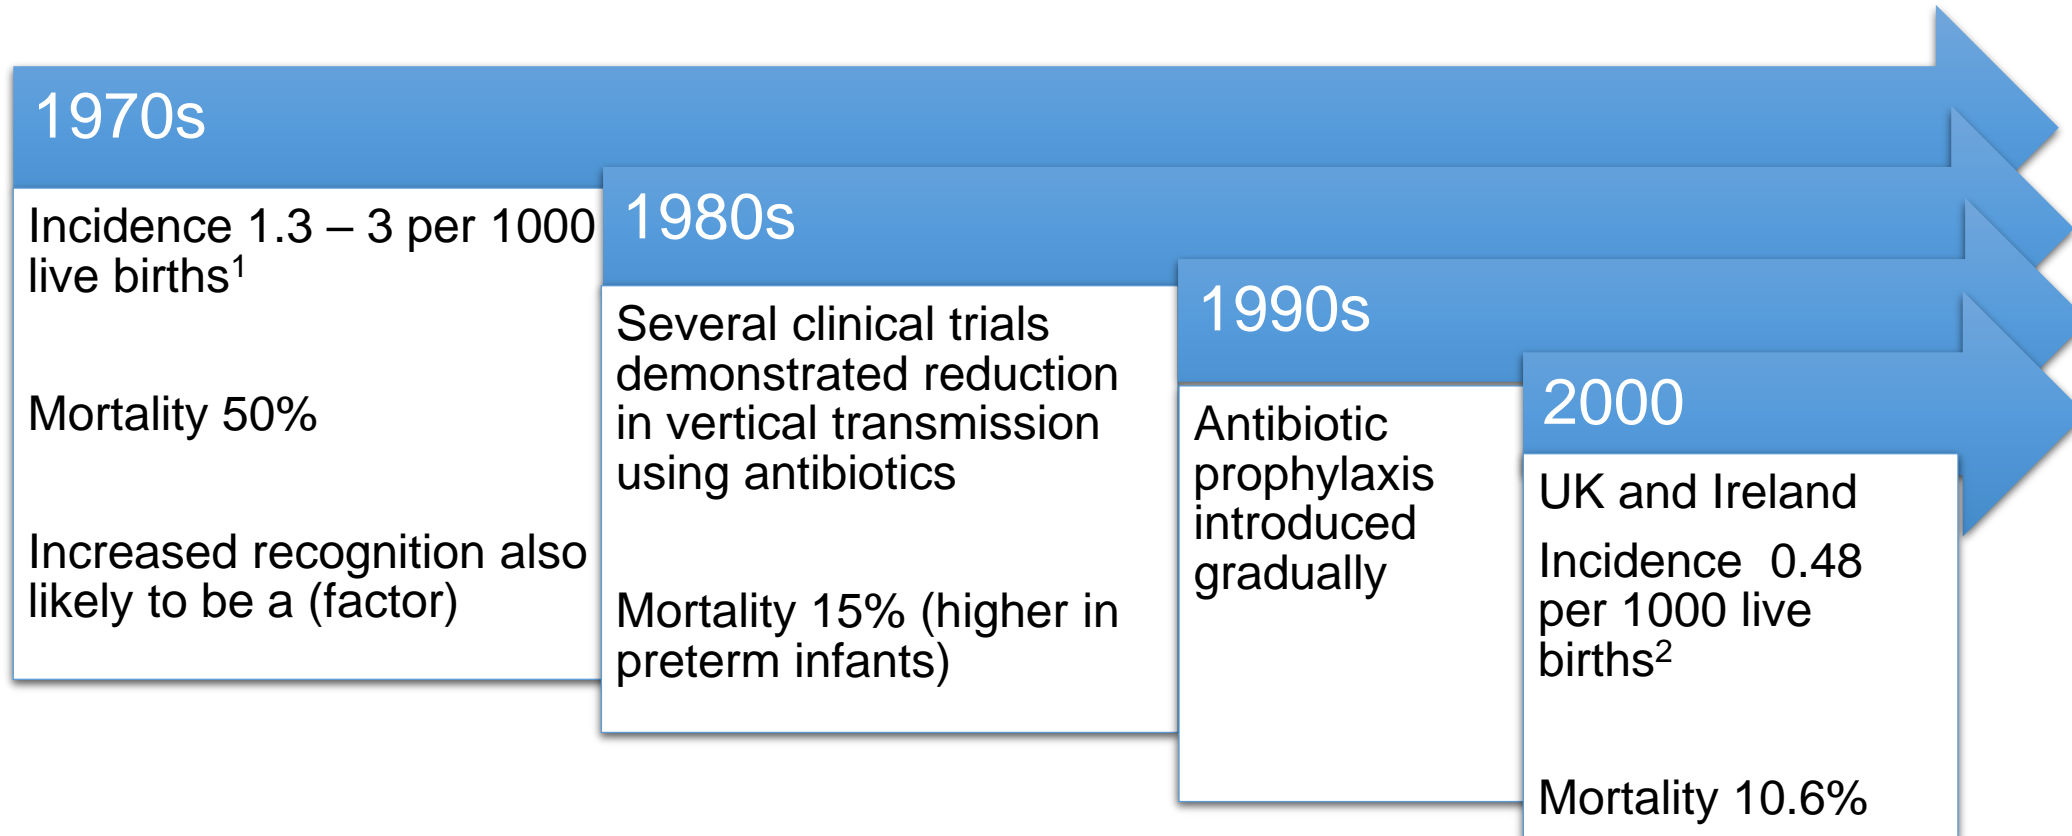 1970s
Incidence 1.3 – 3 per 1000
live births¹
Mortality 50%
Increased recognition also
likely to be a (factor)
1980s
Several clinical trials
demonstrated reduction
in vertical transmission
using antibiotics
Mortality 15% (higher in
preterm infants)
1990s
Antibiotic
prophylaxis
introduced
gradually
2000
UK and Ireland
Incidence  0.48
per 1000 live
births²
Mortality 10.6%